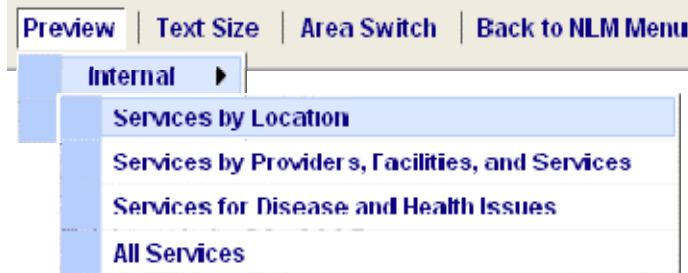 Preview | Text Size | Area Switch | Back to NLM Menu
Internal
Services by Location
Services by Providers, Facilities, and Services
Services for Disease and Health Issues
All Services